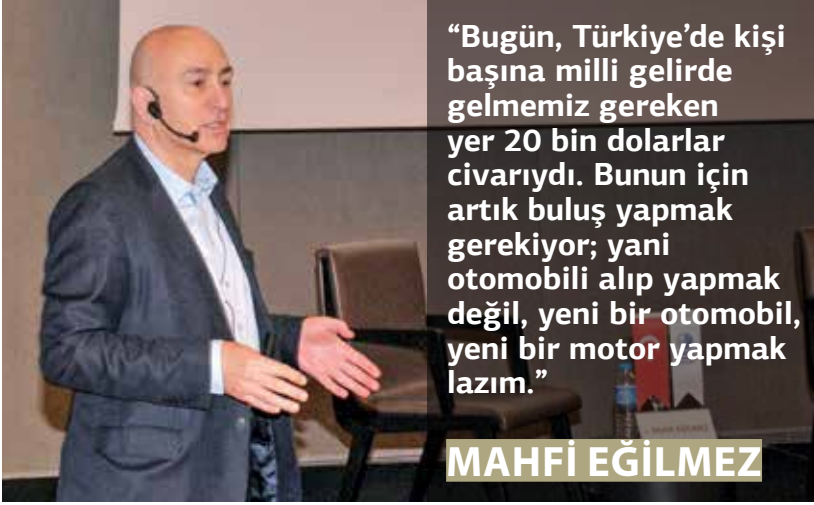 “Bugün, Türkiye’de kişi
başına milli gelirde
gelmemiz gereken
yer 20 bin dolarlar
civarıydı. Bunun için
artık buluş yapmak
gerekiyor; yani
otomobili alıp yapmak
değil, yeni bir otomobil,
yeni bir motor yapmak
lazım.”
MAHFİ EĞİLMEZ